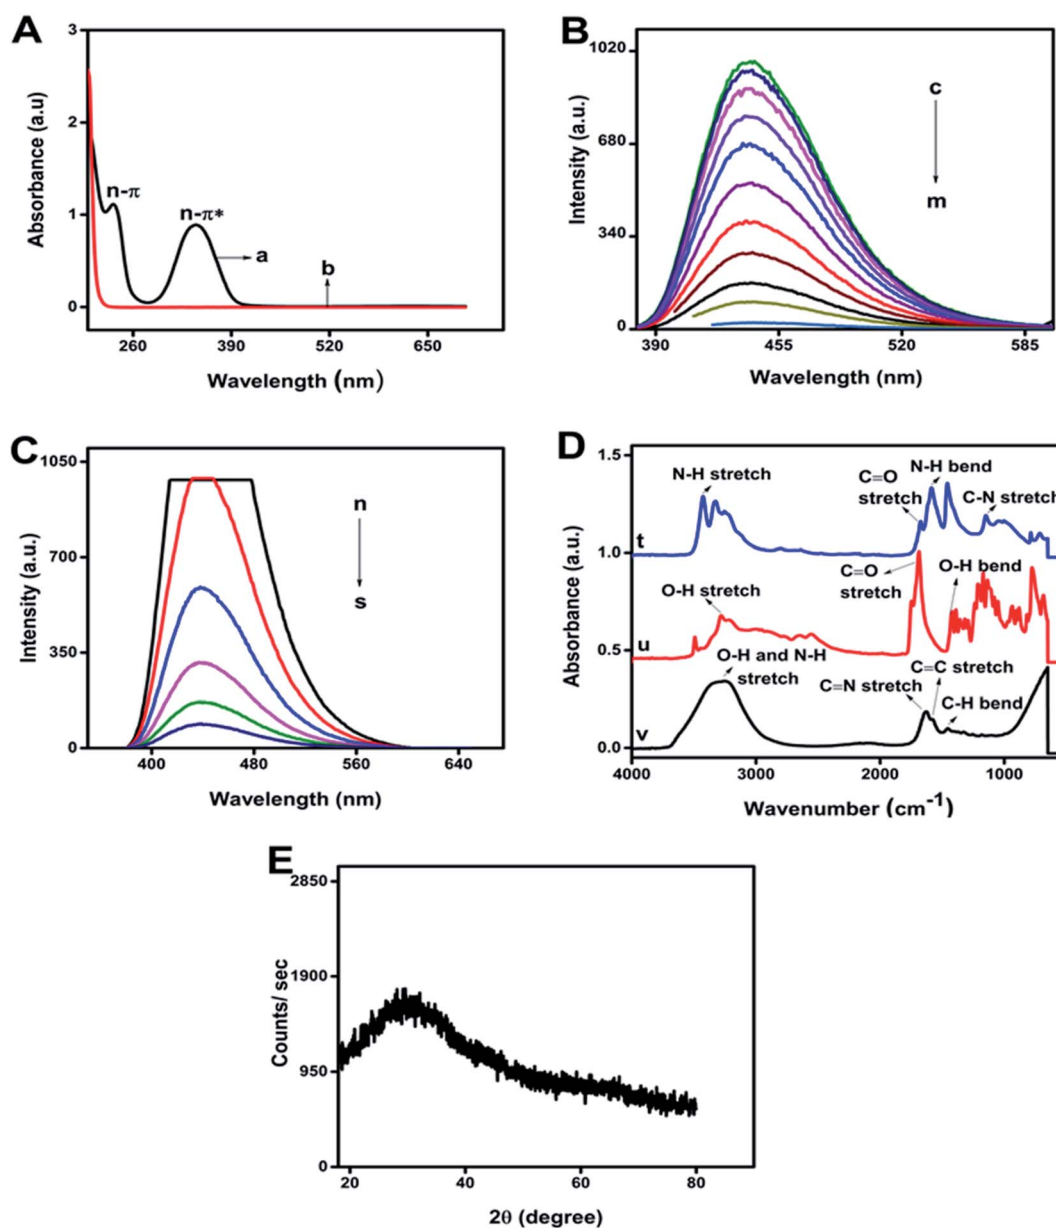 A
3
2
1
0
Absorbance (a.u)
n-π
n-π*
a
b
260
390
520
650
Wavelength (nm)
B
1020
680
340
0
Intensity (a.u.)
c
m
390
455
520
585
Wavelength (nm)
C
1050
700
350
0
Intensity (a.u.)
n
s
400
480
560
640
Wavelength (nm)
D
1.5
1.0
0.5
0.0
Absorbance (a.u.)
N-H stretch
C=O
stretch
N-H bend
C-N stretch
t
C=O
stretch
O-H bend
O-H stretch
u
O-H and N-H
stretch
C=C stretch
C=N stretch
C-H bend
v
4000
3000
2000
1000
Wavenumber (cm-1)
E
2850
1900
950
0
Counts/ sec
20
40
60
80
2θ (degree)